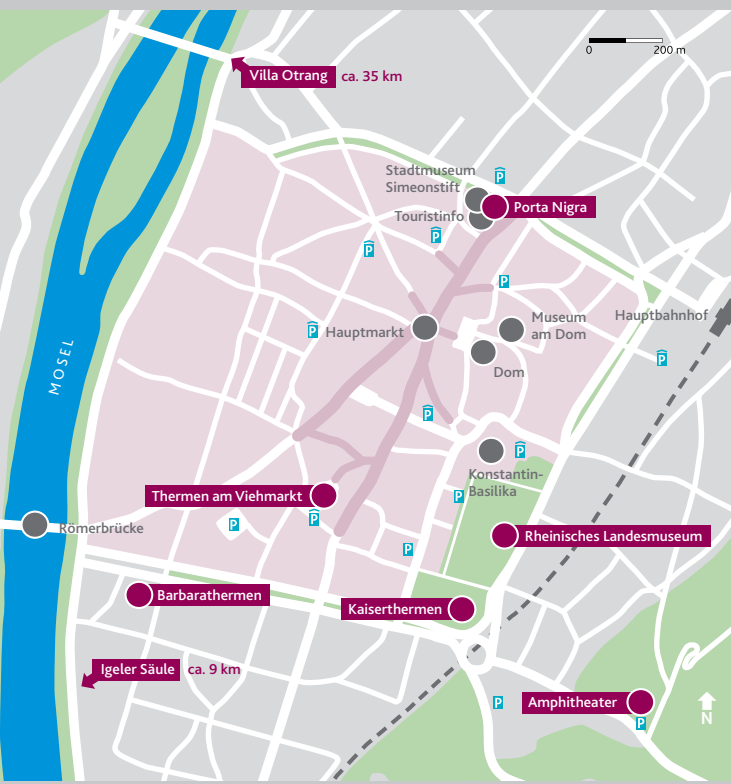 0 200 m
Villa Otrang ca. 35 km
Stadtmuseum
Simeonstift
P
Porta Nigra
Touristinfo
P
P
P
Museum
am Dom
Hauptbahnhof
P
Hauptmarkt
MOSEL
P
Dom
P
Konstantin-
Basilika
P
Thermen am Viehmarkt
P
P
P
Römerbrücke
Rheinisches Landesmuseum
P
Barbarathermen
Kaiserthermen
Igeler Säule ca. 9 km
P
Amphitheater
P
N